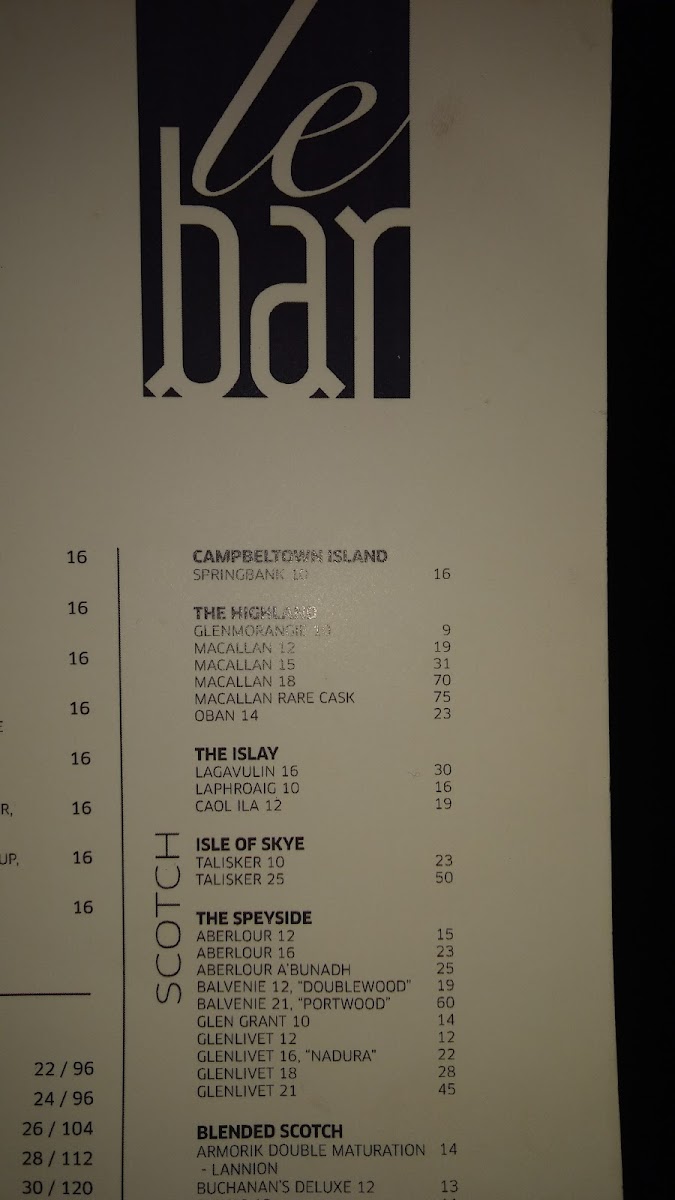 le
bar
16
16
16
16
E
16
R, 16
UP, 16
16
22 / 96
24 / 96
26 / 104
28 / 112
30 / 120
SCOTCH
CAMPBELTOWN ISLAND
SPRINGBANK 10 16
THE HIGHLAND
GLENMORANGIE 9
MACALLAN 12 19
MACALLAN 15 31
MACALLAN 18 70
MACALLAN RARE CASK 75
OBAN 14 23
THE ISLAY
LAGAVULIN 16 30
LAPHROAIG 10 16
CAOL ILA 12 19
ISLE OF SKYE
TALISKER 10 23
TALISKER 25 50
THE SPEYSIDE
ABERLOUR 12 15
ABERLOUR 16 23
ABERLOUR A'BUNADH 25
BALVENIE 12, "DOUBLEWOOD" 19
BALVENIE 21, "PORTWOOD" 60
GLEN GRANT 10 14
GLENLIVET 12 12
GLENLIVET 16, "NADURA" 22
GLENLIVET 18 28
GLENLIVET 21 45
BLENDED SCOTCH
ARMORIK DOUBLE MATURATION 14
- LANNION
BUCHANAN'S DELUXE 12 13